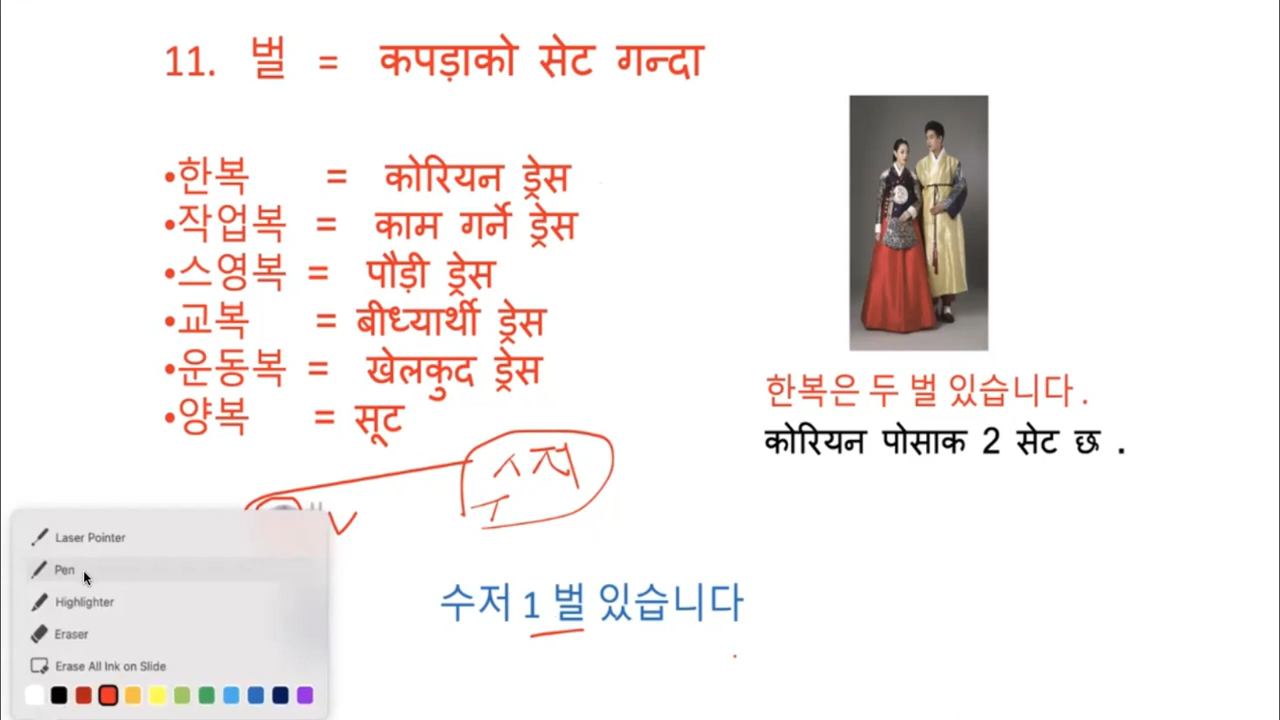 11. 벌 = कपड़ाको सेट गन्दा
•한복 = कोरियन ड्रेस
•작업복 = काम गर्ने ड्रेस
•스영복 = पौड़ी ड्रेस
•교복 = बीध्यार्थी ड्रेस
•운동복 = खेलकुद ड्रेस
•양복 = सूट
한복은 두 벌 있습니다.
कोरियन पोसाक 2 सेट छ .
수저
수저 1 벌 있습니다
Laser Pointer
Pen
Highlighter
Eraser
Erase All Ink on Slide